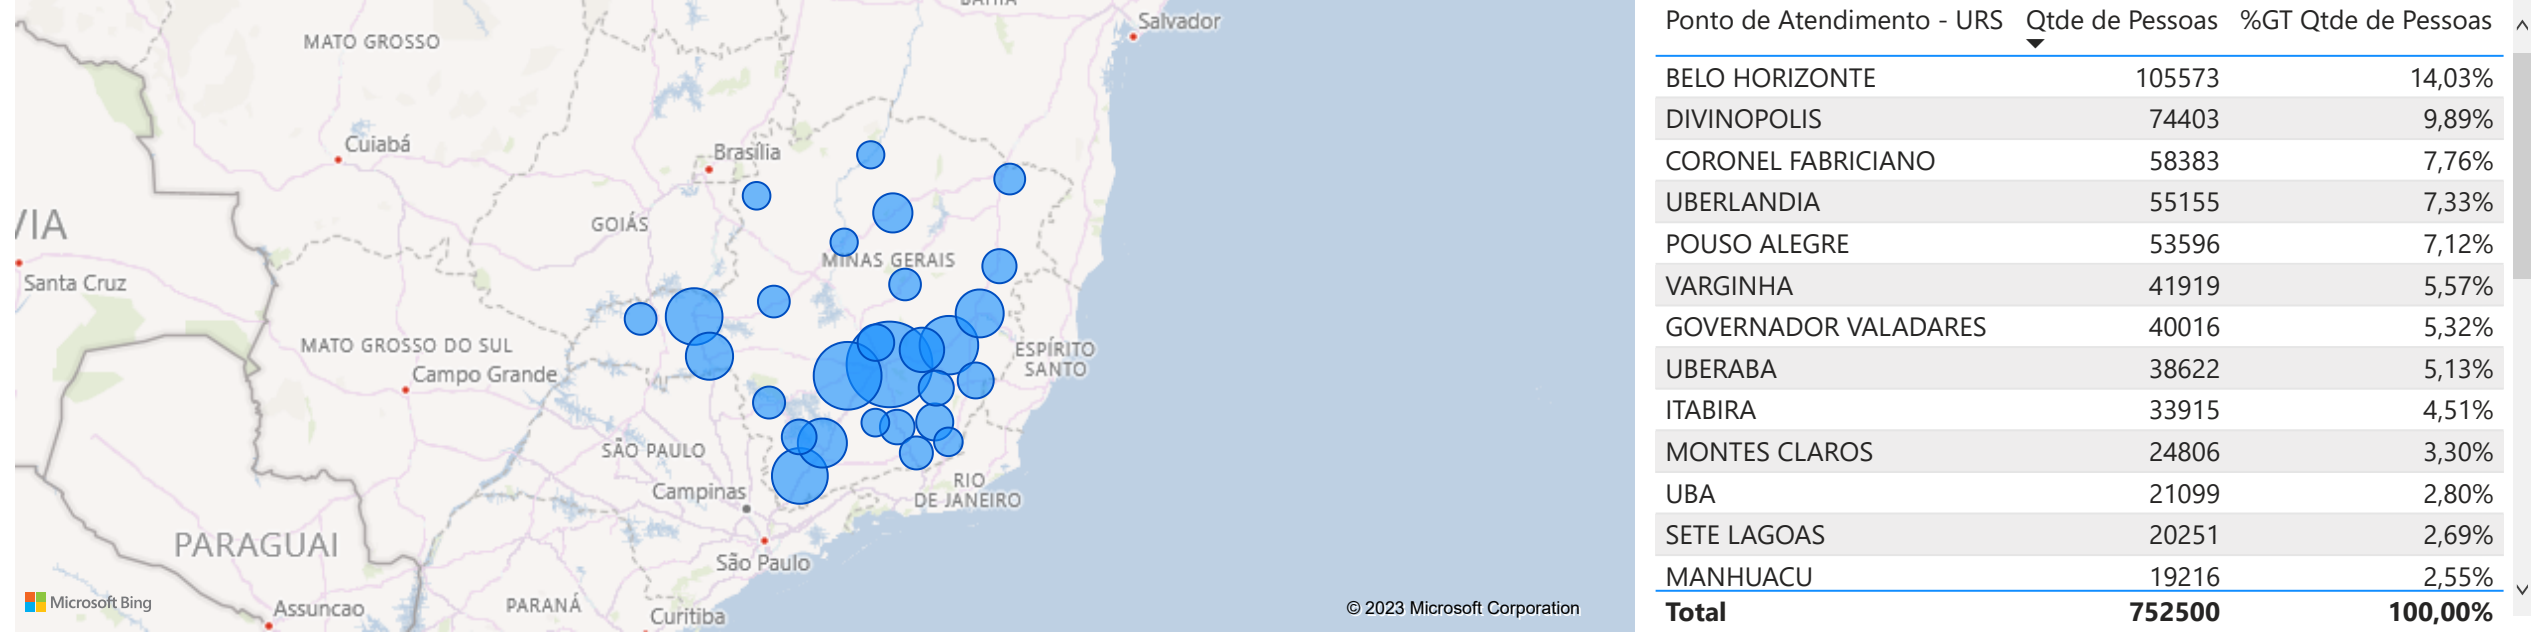 BAHIA
Salvador
MATO GROSSO
Cuiabá
Brasília
GOIÁS
VIA
Santa Cruz
MINAS GERAIS
MATO GROSSO DO SUL
Campo Grande
ESPÍRITO
SANTO
SÃO PAULO
Campinas
RIO
DE JANEIRO
PARAGUAI
São Paulo
Microsoft Bing
Assuncao
PARANÁ
Curitiba
© 2023 Microsoft Corporation
Ponto de Atendimento - URS Qtde de Pessoas %GT Qtde de Pessoas
BELO HORIZONTE 105573 14,03%
DIVINOPOLIS 74403 9,89%
CORONEL FABRICIANO 58383 7,76%
UBERLANDIA 55155 7,33%
POUSO ALEGRE 53596 7,12%
VARGINHA 41919 5,57%
GOVERNADOR VALADARES 40016 5,32%
UBERABA 38622 5,13%
ITABIRA 33915 4,51%
MONTES CLAROS 24806 3,30%
UBA 21099 2,80%
SETE LAGOAS 20251 2,69%
MANHUACU 19216 2,55%
Total 752500 100,00%